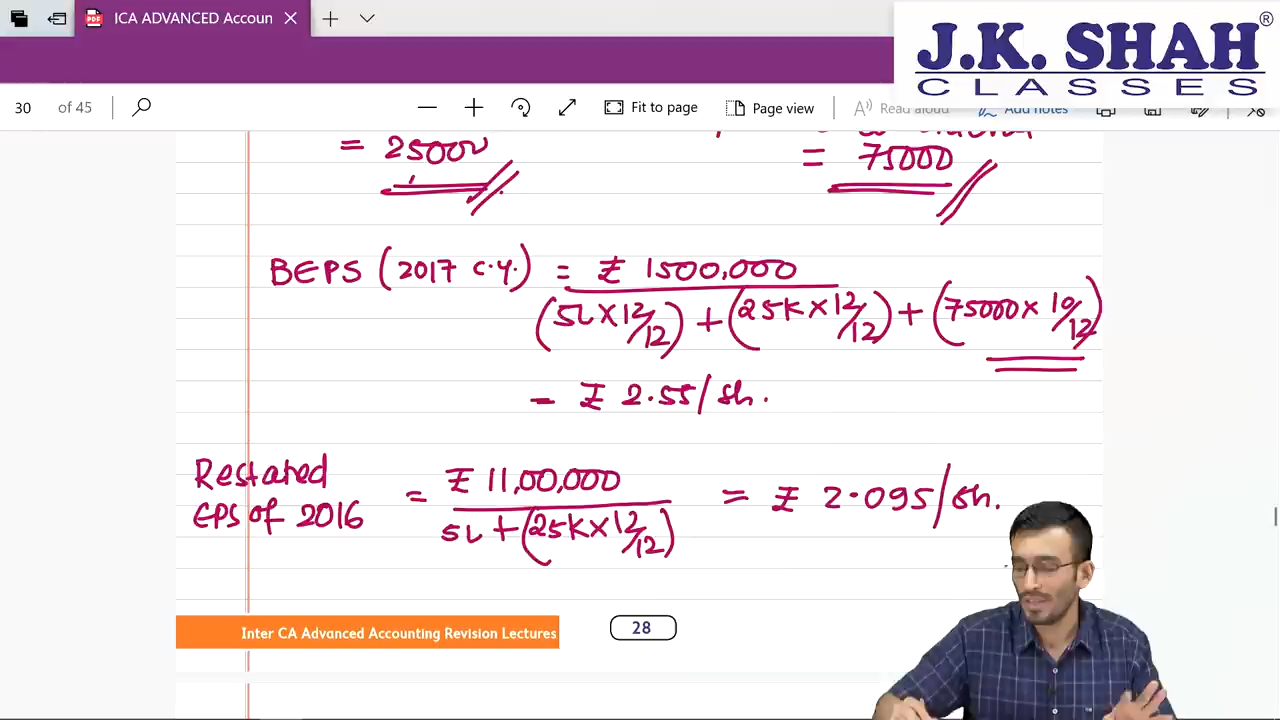 ICA ADVANCED Accoun
J.K. SHAH®
CLASSES
30 of 45
Fit to page
Page view
Read aloud
Add notes
= 25000
= 75000
BEPS (2017 C.Y.) = ₹ 1500,000
(5L X 12/12) + (25K X 12/12) + (75000 X 10/12)
= ₹ 2.55/sh.
Restated
EPS of 2016
= ₹ 11,00,000
5L + (25K X 12/12)
= ₹ 2.095/sh.
Inter CA Advanced Accounting Revision Lectures
28